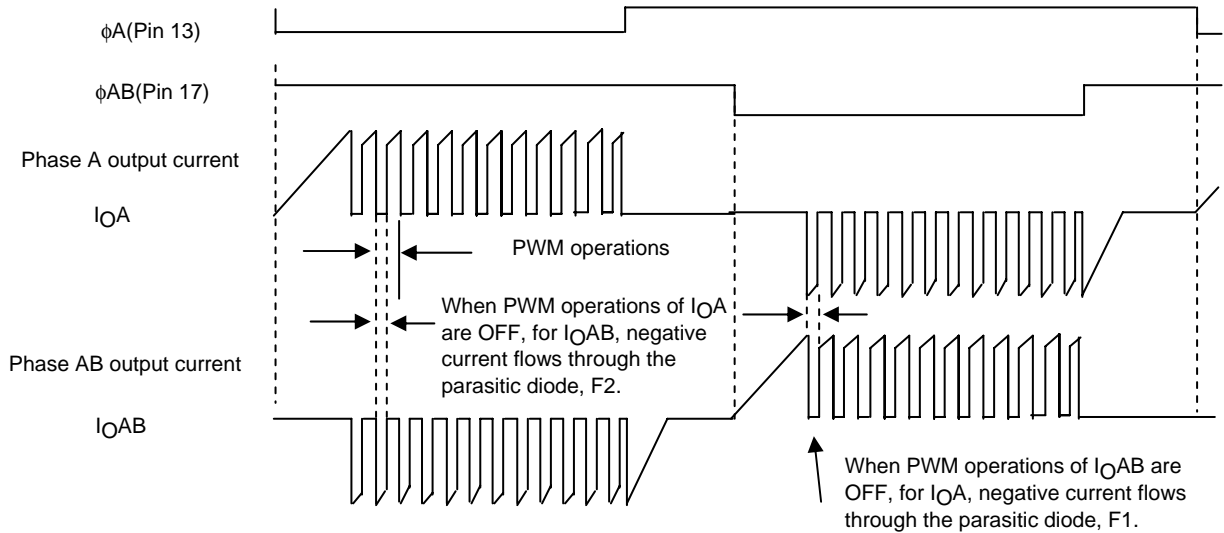 ϕA(Pin 13)
ϕAB(Pin 17)
Phase A output current
IOA
PWM operations
When PWM operations of IOA
are OFF, for IOAB, negative
current flows through the
parasitic diode, F2.
Phase AB output current
IOAB
When PWM operations of IOAB are
OFF, for IOA, negative current flows
through the parasitic diode, F1.